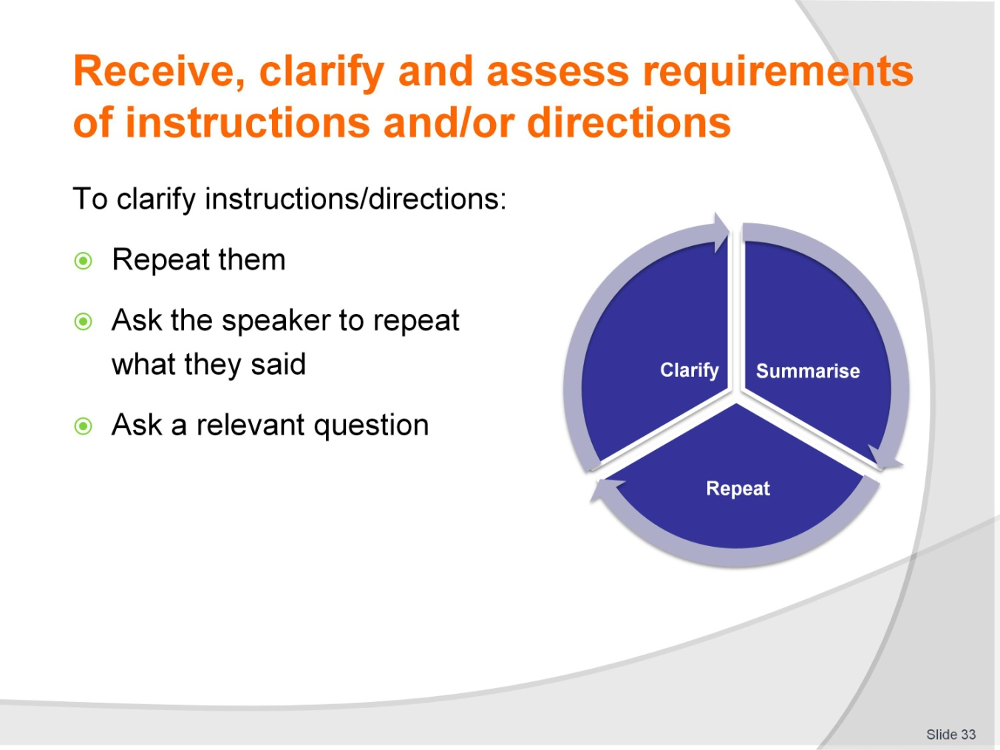 Receive, clarify and assess requirements
of instructions and/or directions
To clarify instructions/directions:
Repeat them
Ask the speaker to repeat
what they said
Ask a relevant question
Clarify
Summarise
Repeat
Slide 33